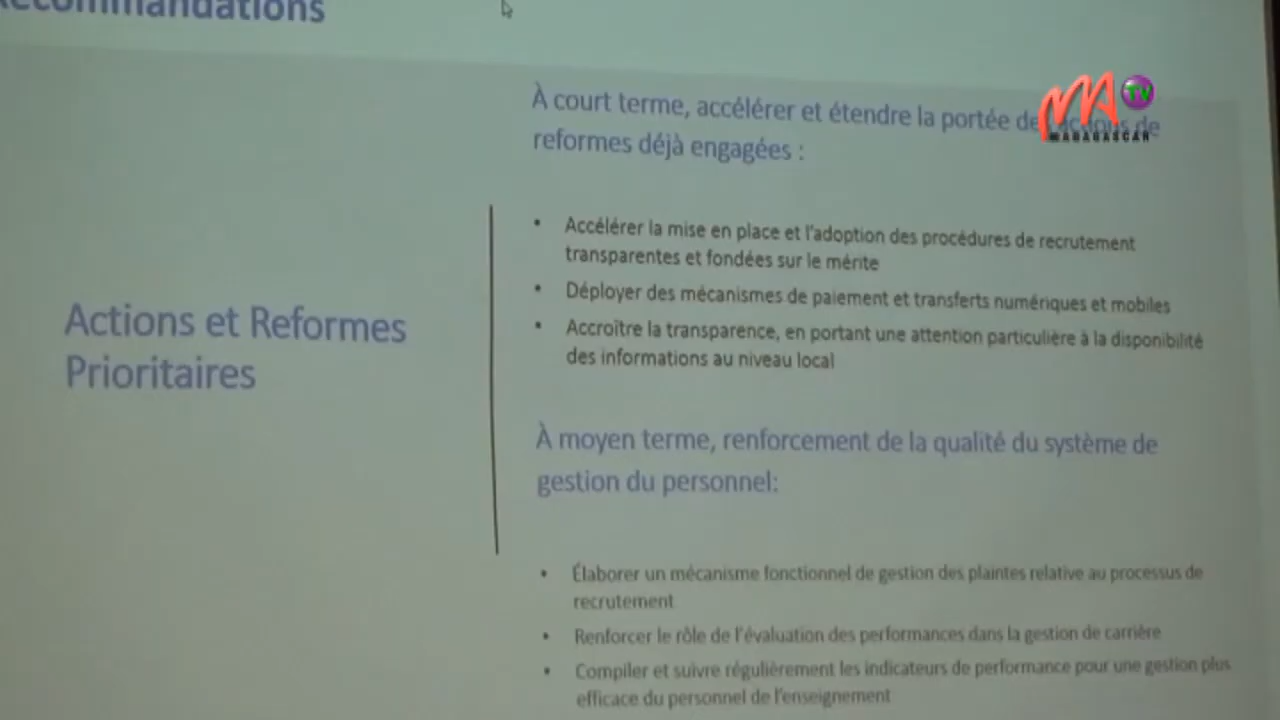 Recommandations
À court terme, accélérer et étendre la portée des actions de
reformes déjà engagées :
• Accélérer la mise en place et l'adoption des procédures de recrutement
transparentes et fondées sur le mérite
• Déployer des mécanismes de paiement et transferts numériques et mobiles
• Accroître la transparence, en portant une attention particulière à la disponibilité
des informations au niveau local
Actions et Reformes
Prioritaires
À moyen terme, renforcement de la qualité du système de
gestion du personnel:
• Élaborer un mécanisme fonctionnel de gestion des plaintes relative au processus de
recrutement
• Renforcer le rôle de l'évaluation des performances dans la gestion de carrière
• Compiler et suivre régulièrement les indicateurs de performance pour une gestion plus
efficace du personnel de l'enseignement
MA TV
MADAGASCAR